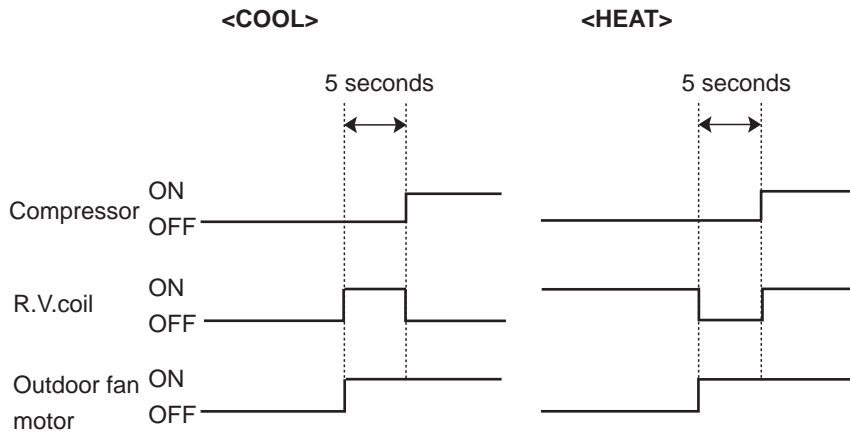 <COOL> <HEAT>
5 seconds 5 seconds
Compressor ON
OFF
R.V.coil ON
OFF
Outdoor fan motor ON
OFF